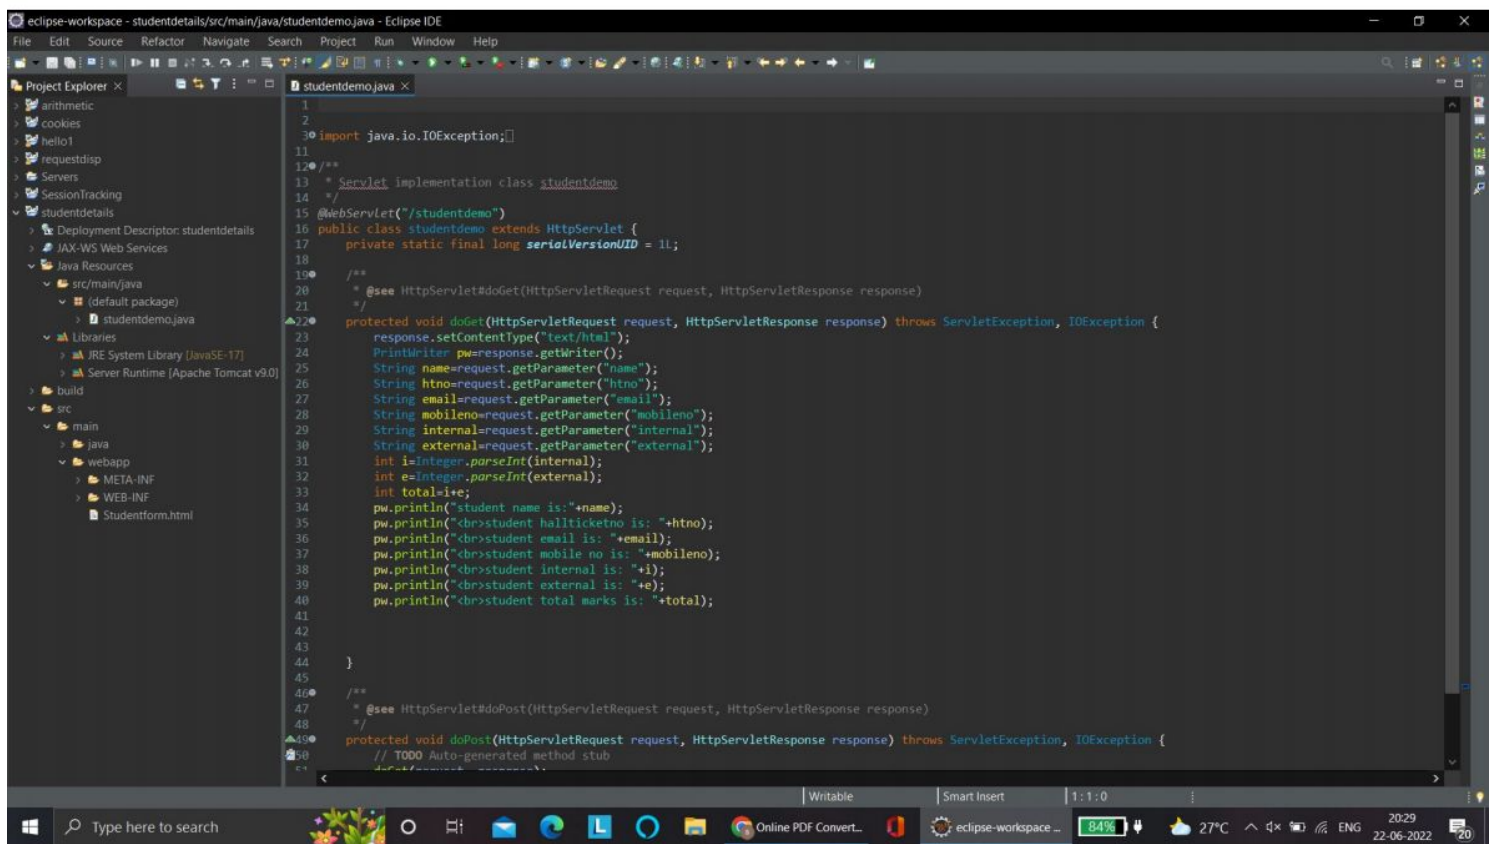 eclipse-workspace - studentdetails/src/main/java/studentdemo.java - Eclipse IDE
File Edit Source Refactor Navigate Search Project Run Window Help
Project Explorer
studentdemo.java
arithmetic
cookies
hello1
requestdisp
Servers
SessionTracking
studentdetails
Deployment Descriptor: studentdetails
JAX-WS Web Services
Java Resources
src/main/java
(default package)
studentdemo.java
Libraries
JRE System Library [JavaSE-17]
Server Runtime [Apache Tomcat v9.0]
build
src
main
java
webapp
META-INF
WEB-INF
Studentform.html
1
2
3 import java.io.IOException;
11
12 /**
13 * Servlet implementation class studentdemo
14 */
15 @WebServlet("/studentdemo")
16 public class studentdemo extends HttpServlet {
17 private static final long serialVersionUID = 1L;
18
19 /**
20 * @see HttpServlet#doGet(HttpServletRequest request, HttpServletResponse response)
21 */
22 protected void doGet(HttpServletRequest request, HttpServletResponse response) throws ServletException, IOException {
23 response.setContentType("text/html");
24 PrintWriter pw=response.getWriter();
25 String name=request.getParameter("name");
26 String htno=request.getParameter("htno");
27 String email=request.getParameter("email");
28 String mobileno=request.getParameter("mobileno");
29 String internal=request.getParameter("internal");
30 String external=request.getParameter("external");
31 int i=Integer.parseInt(internal);
32 int e=Integer.parseInt(external);
33 int total=i+e;
34 pw.println("student name is:"+name);
35 pw.println("<br>student hallticketno is: "+htno);
36 pw.println("<br>student email is: "+email);
37 pw.println("<br>student mobile no is: "+mobileno);
38 pw.println("<br>student internal is: "+i);
39 pw.println("<br>student external is: "+e);
40 pw.println("<br>student total marks is: "+total);
41
42
43
44 }
45
46 /**
47 * @see HttpServlet#doPost(HttpServletRequest request, HttpServletResponse response)
48 */
49 protected void doPost(HttpServletRequest request, HttpServletResponse response) throws ServletException, IOException {
50 // TODO Auto-generated method stub
Writable Smart Insert 1 : 1 : 0
Type here to search
L
Online PDF Convert...
eclipse-workspace ...
84%
27°C
ENG
20:29
22-06-2022
20